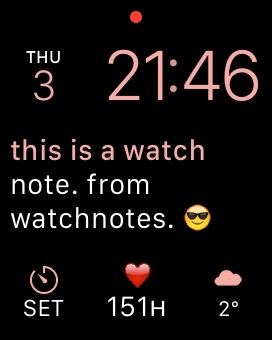 THU
3
21:46
this is a watch
note. from
watchnotes. 😎
SET
151H
2°